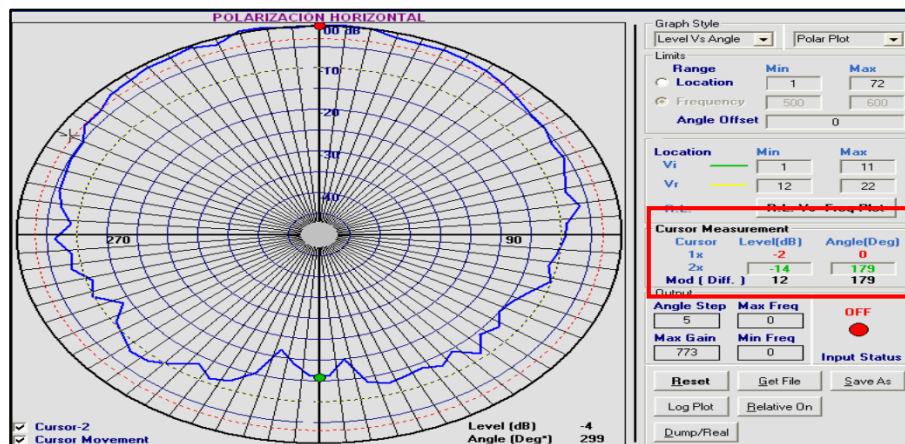 POLARIZACIÓN HORIZONTAL
00 dB
-10
-20
-30
-40
270
90
Cursor-2
Cursor Movement
Level (dB) -4
Angle (Deg*) 299
Graph Style
Level Vs Angle
Polar Plot
Limits
Range Min Max
Location 1 72
Frequency 500 600
Angle Offset 0
Location Min Max
Vi 1 11
Vr 12 22
R.L. R.L. Vs Freq Plot
Cursor Measurement
Cursor Level(dB) Angle(Deg)
1x -2 0
2x -14 179
Mod ( Diff. ) 12 179
Output
Angle Step Max Freq
5 0 OFF
Max Gain Min Freq
773 0 Input Status
Reset Get File Save As
Log Plot Relative On
Dump/Real